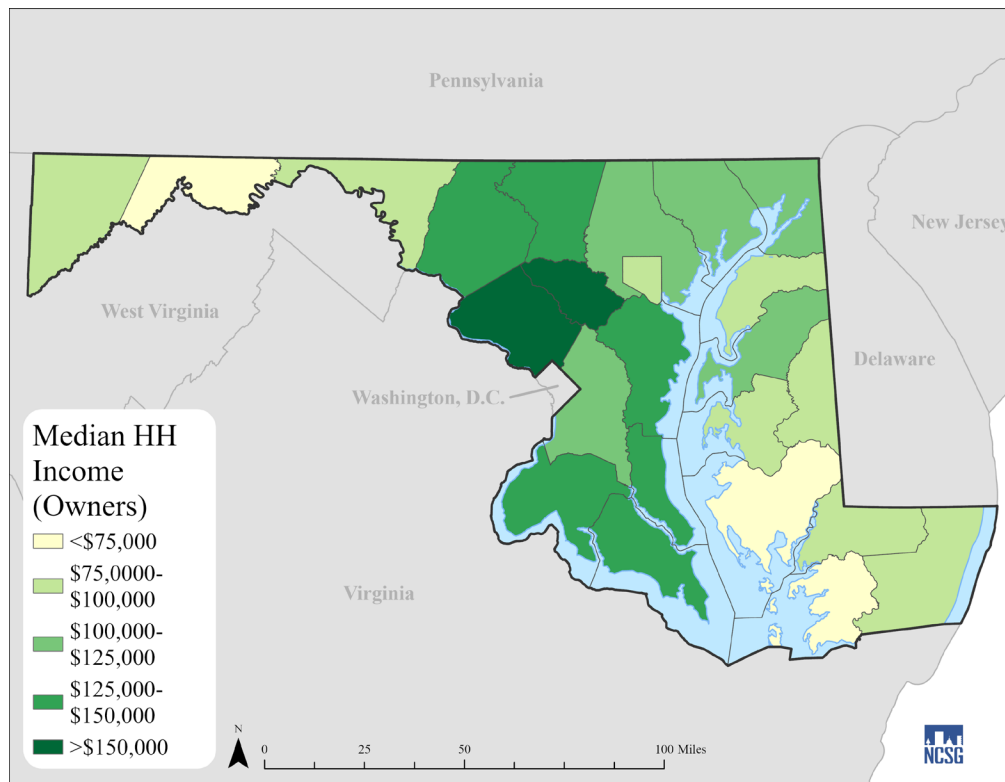 Pennsylvania
New Jersey
West Virginia
Delaware
Washington, D.C.
Virginia
Median HH
Income
(Owners)
<$75,000
$75,0000-
$100,000
$100,000-
$125,000
$125,000-
$150,000
>$150,000
N
0 25 50 100 Miles
NCSG